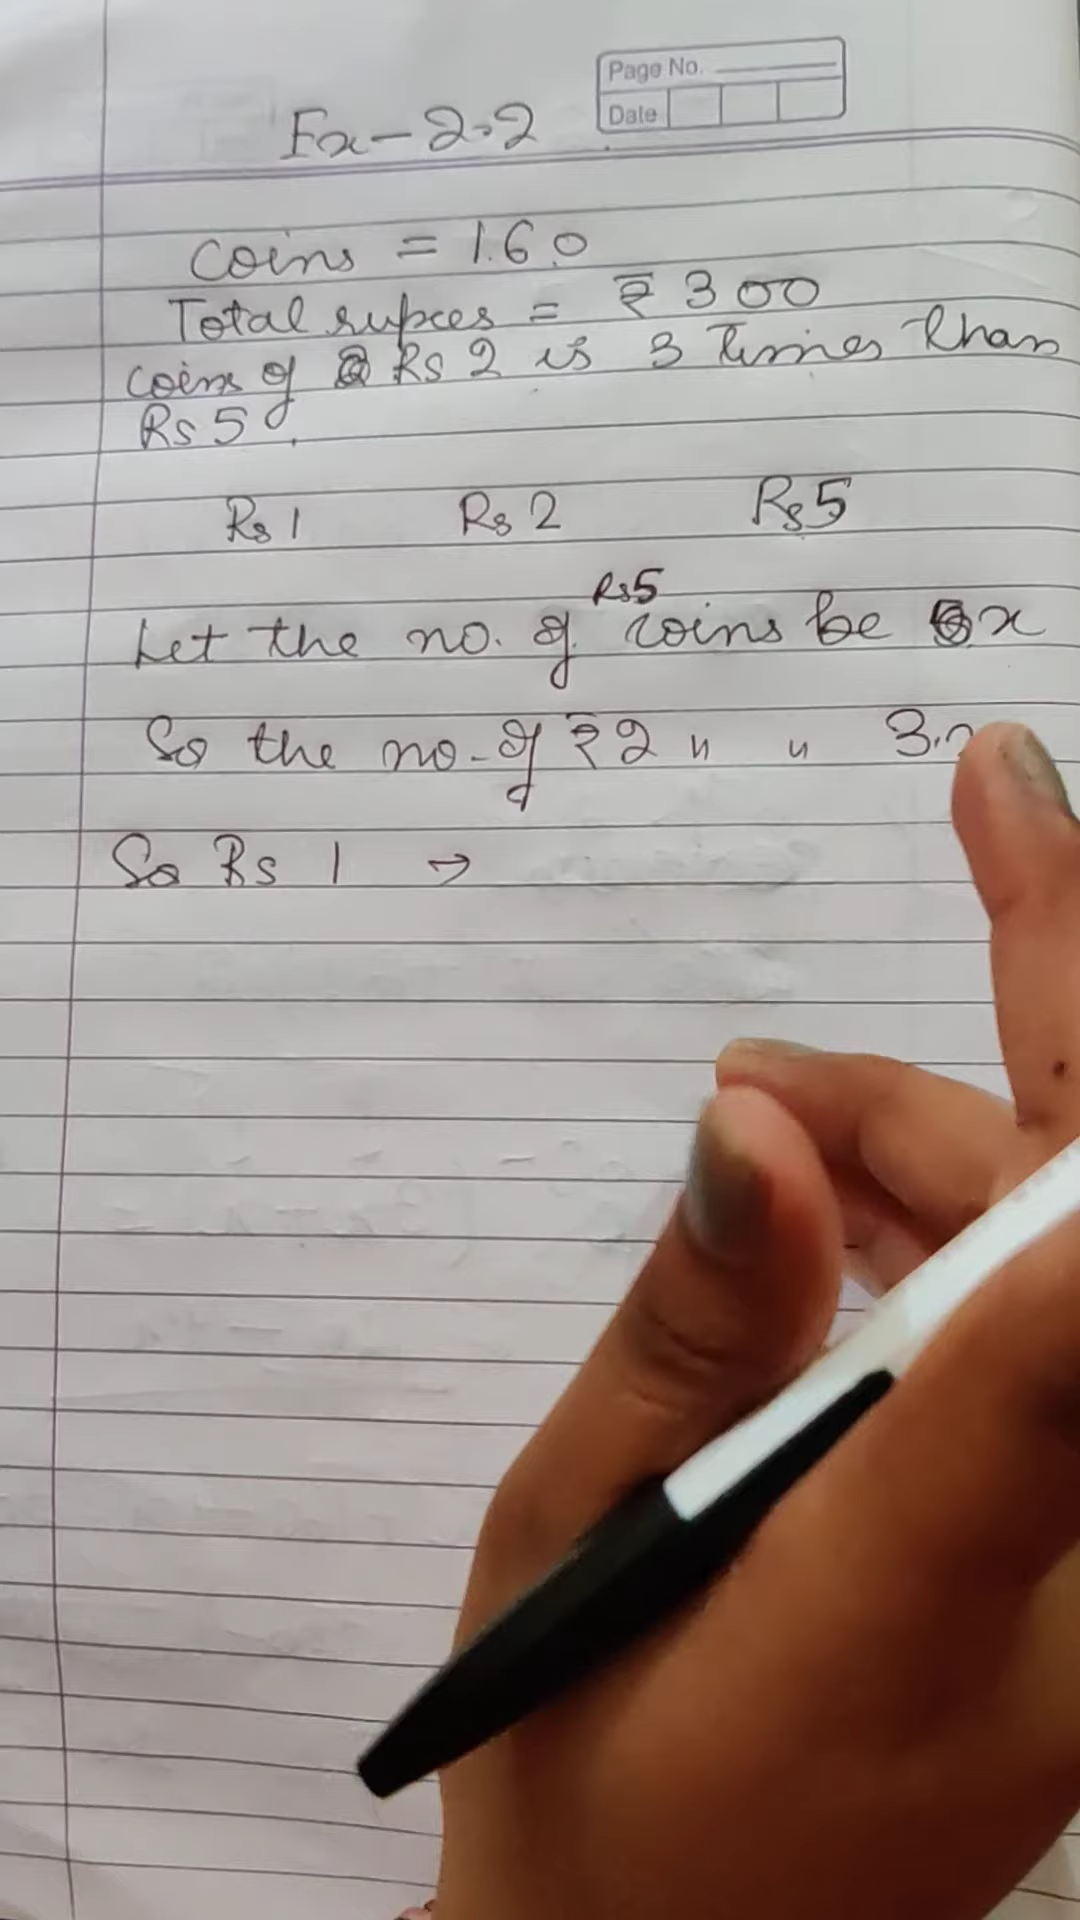 Page No.
Date
Ex-2.2
Coins = 160
Total rupees = ₹ 300
coins of Rs 2 is 3 times than
Rs 5.
Rs 1 Rs 2 Rs 5
Rs5
Let the no. of coins be x
So the no. of ₹ 2 " " 3x
So Rs 1 →